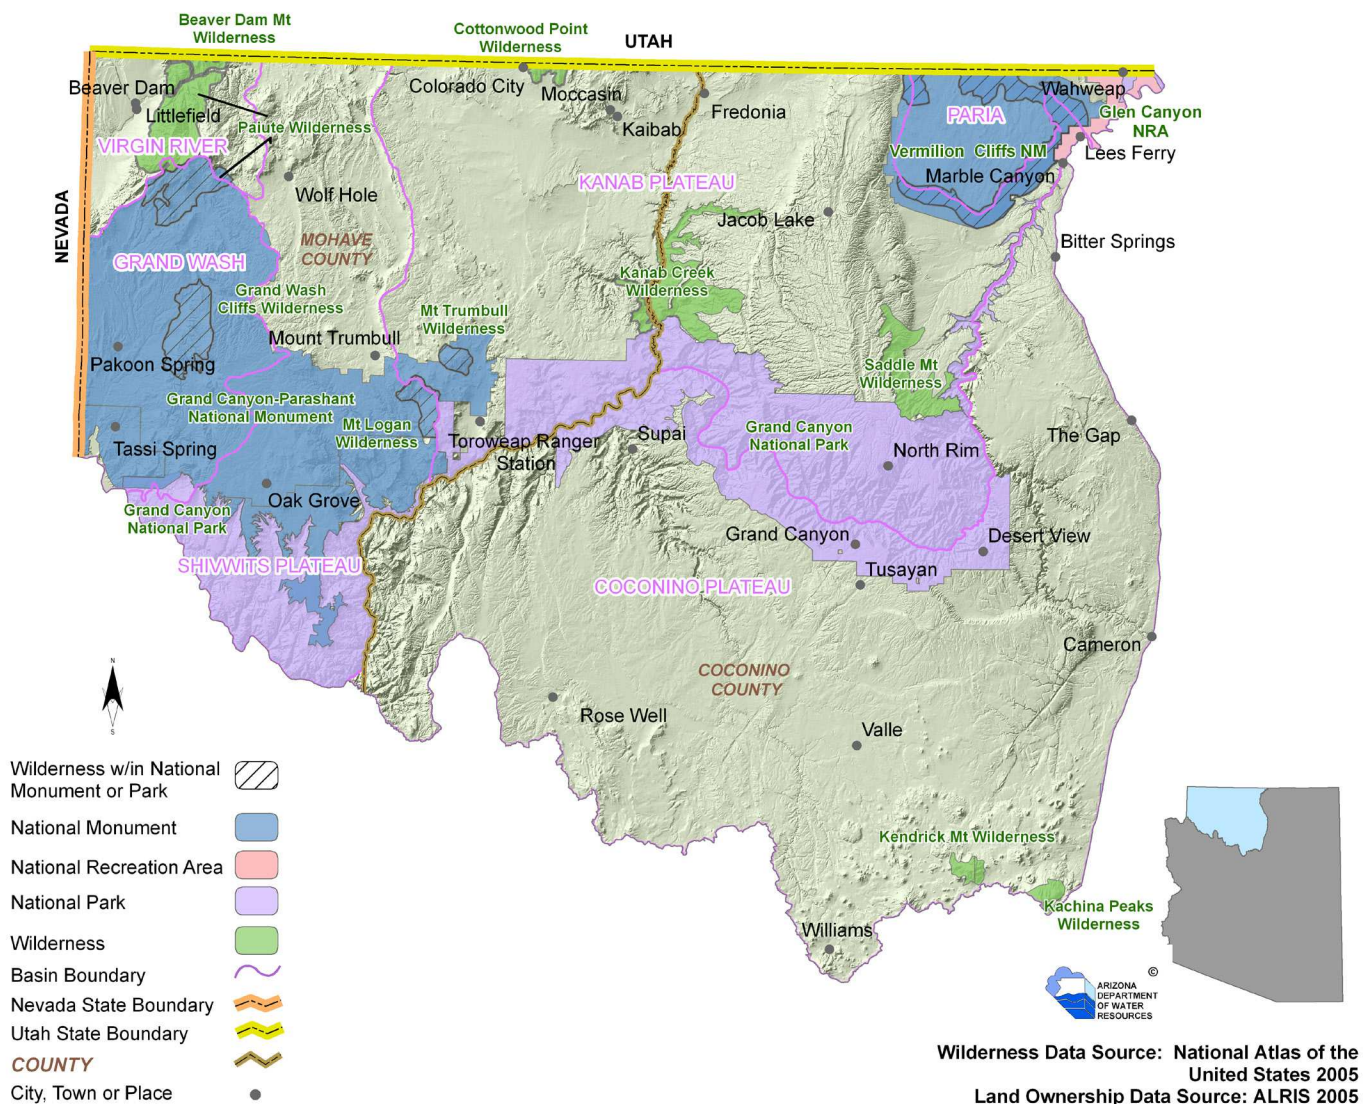 Beaver Dam Mt
Wilderness
Cottonwood Point
Wilderness
UTAH
Beaver Dam
Littlefield
Colorado City
Moccasin
Kaibab
Fredonia
Wahweap
PARIA
Glen Canyon
NRA
Paiute Wilderness
VIRGIN RIVER
Vermilion Cliffs NM
Lees Ferry
Marble Canyon
Wolf Hole
KANAB PLATEAU
Jacob Lake
NEVADA
MOHAVE
COUNTY
Bitter Springs
GRAND WASH
Kanab Creek
Wilderness
Grand Wash
Cliffs Wilderness
Mt Trumbull
Wilderness
Mount Trumbull
Pakoon Spring
Saddle Mt
Wilderness
Grand Canyon-Parashant
National Monument
Mt Logan
Wilderness
Tassi Spring
Toroweap Ranger
Station
Supai
Grand Canyon
National Park
North Rim
The Gap
Oak Grove
Grand Canyon
National Park
Grand Canyon
Desert View
SHIVWITS PLATEAU
COCONINO PLATEAU
Tusayan
Cameron
COCONINO
COUNTY
N
S
Rose Well
Valle
Kendrick Mt Wilderness
Kachina Peaks
Wilderness
Williams
Wilderness w/in National
Monument or Park
National Monument
National Recreation Area
National Park
Wilderness
Basin Boundary
Nevada State Boundary
Utah State Boundary
COUNTY
City, Town or Place
©
ARIZONA
DEPARTMENT
OF WATER
RESOURCES
Wilderness Data Source: National Atlas of the
United States 2005
Land Ownership Data Source: ALRIS 2005